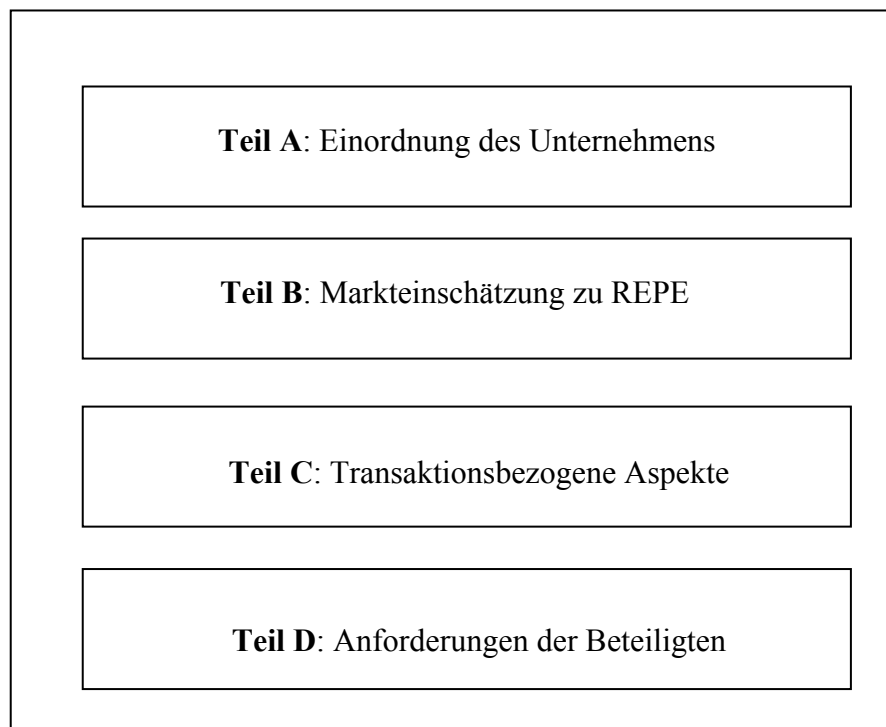 Teil A: Einordnung des Unternehmens
Teil B: Markteinschätzung zu REPE
Teil C: Transaktionsbezogene Aspekte
Teil D: Anforderungen der Beteiligten